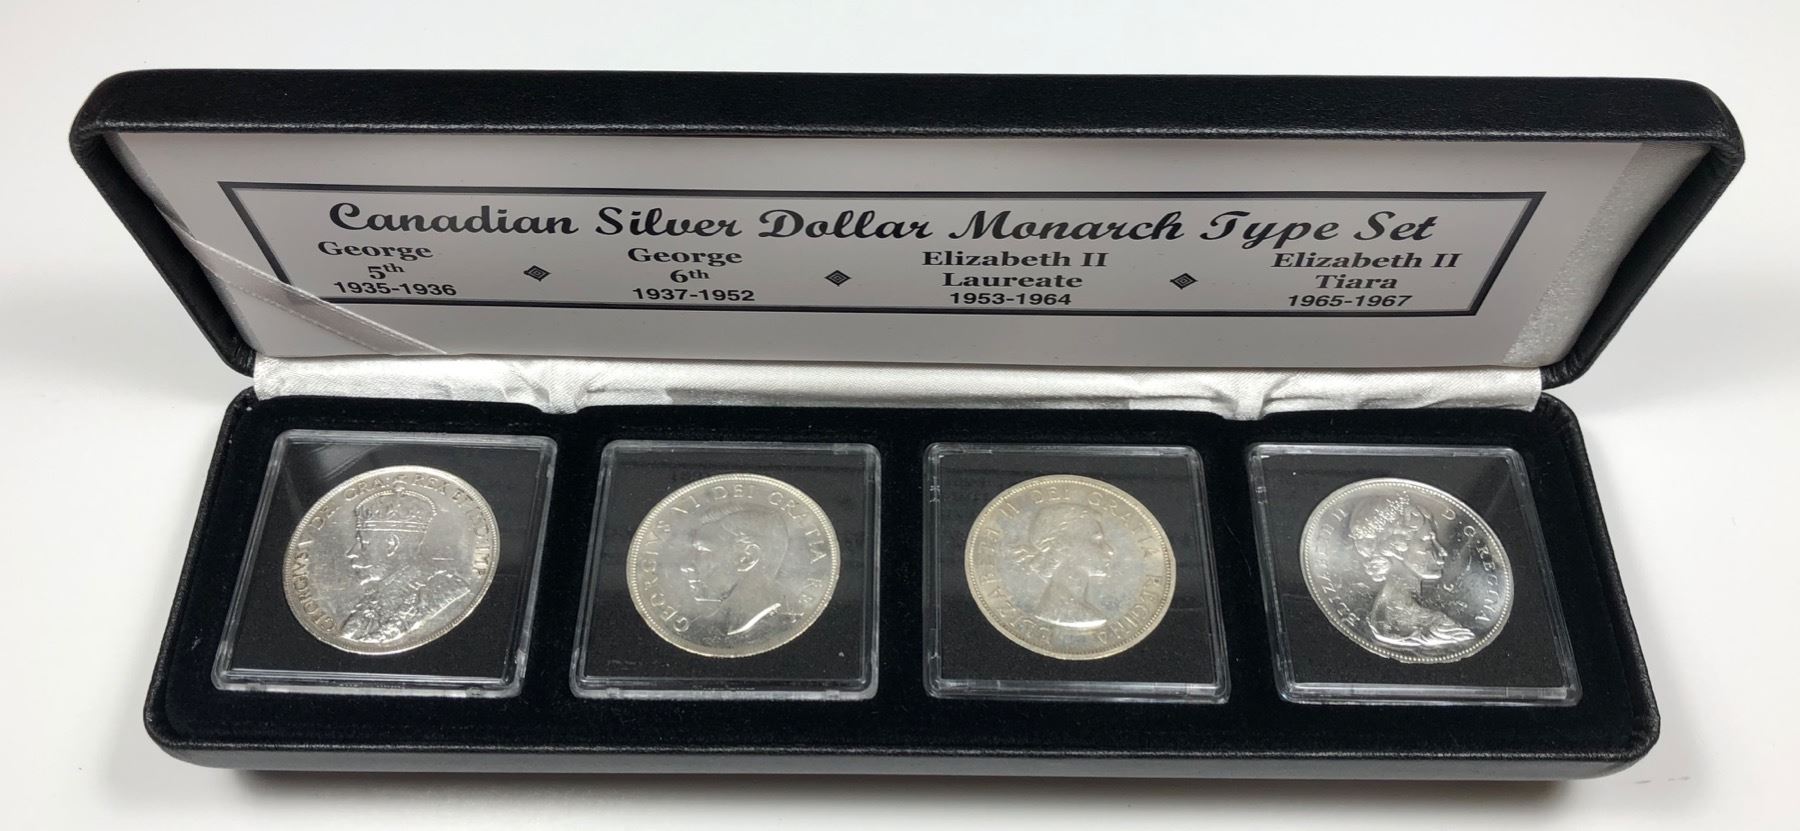 Canadian Silver Dollar Monarch Type Set
George
5th
1935-1936
George
6th
1937-1952
Elizabeth II
Laureate
1953-1964
Elizabeth II
Tiara
1965-1967
GEORGIVS V DEI GRA: REX ET IND:IMP:
GEORGIVS VI DEI GRATIA REX
ELIZABETH II DEI GRATIA REGINA
ELIZABETH II D·G·REGINA